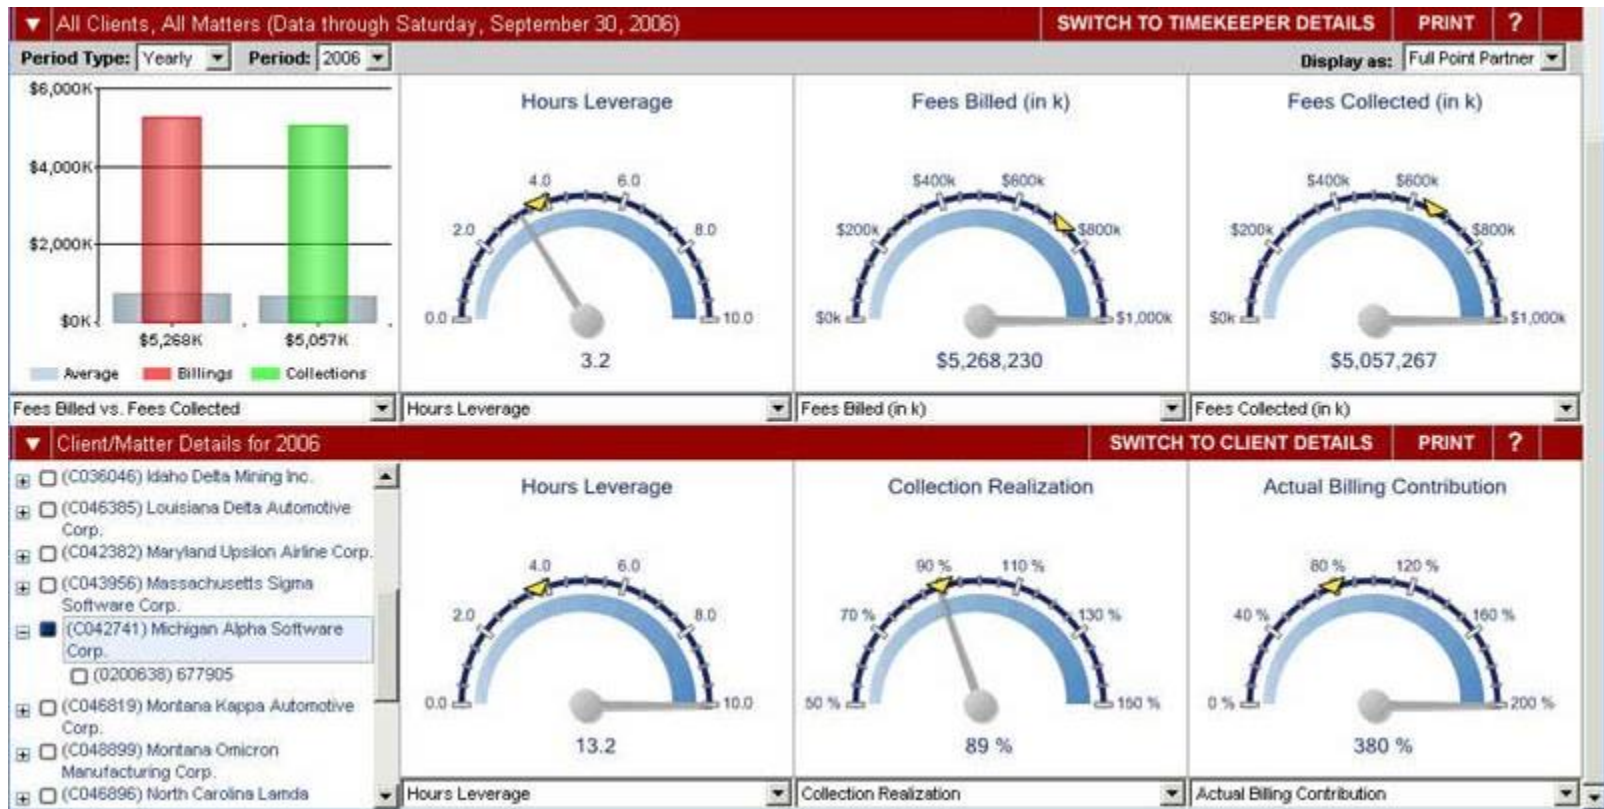 All Clients, All Matters (Data through Saturday, September 30, 2006)
SWITCH TO TIMEKEEPER DETAILS
PRINT
?
Period Type:
Yearly
Period:
2006
Display as:
Full Point Partner
$6,000K
$4,000K
$2,000K
$0K
$5,268K
$5,057K
Average
Billings
Collections
Hours Leverage
0.0
2.0
4.0
6.0
8.0
10.0
3.2
Fees Billed (in k)
$0k
$200k
$400k
$600k
$800k
$1,000k
$5,268,230
Fees Collected (in k)
$0k
$200k
$400k
$600k
$800k
$1,000k
$5,057,267
Fees Billed vs. Fees Collected
Hours Leverage
Fees Billed (in k)
Fees Collected (in k)
Client/Matter Details for 2006
SWITCH TO CLIENT DETAILS
PRINT
?
(C036046) Idaho Delta Mining Inc.
(C046385) Louisiana Delta Automotive
Corp.
(C042382) Maryland Upsilon Airline Corp.
(C043956) Massachusetts Sigma
Software Corp.
(C042741) Michigan Alpha Software
Corp.
(0200638) 677905
(C046819) Montana Kappa Automotive
Corp.
(C048899) Montana Omicron
Manufacturing Corp.
(C046896) North Carolina Lamda
Hours Leverage
0.0
2.0
4.0
6.0
8.0
10.0
13.2
Collection Realization
50 %
70 %
90 %
110 %
130 %
150 %
89 %
Actual Billing Contribution
0 %
40 %
80 %
120 %
160 %
200 %
380 %
Hours Leverage
Collection Realization
Actual Billing Contribution